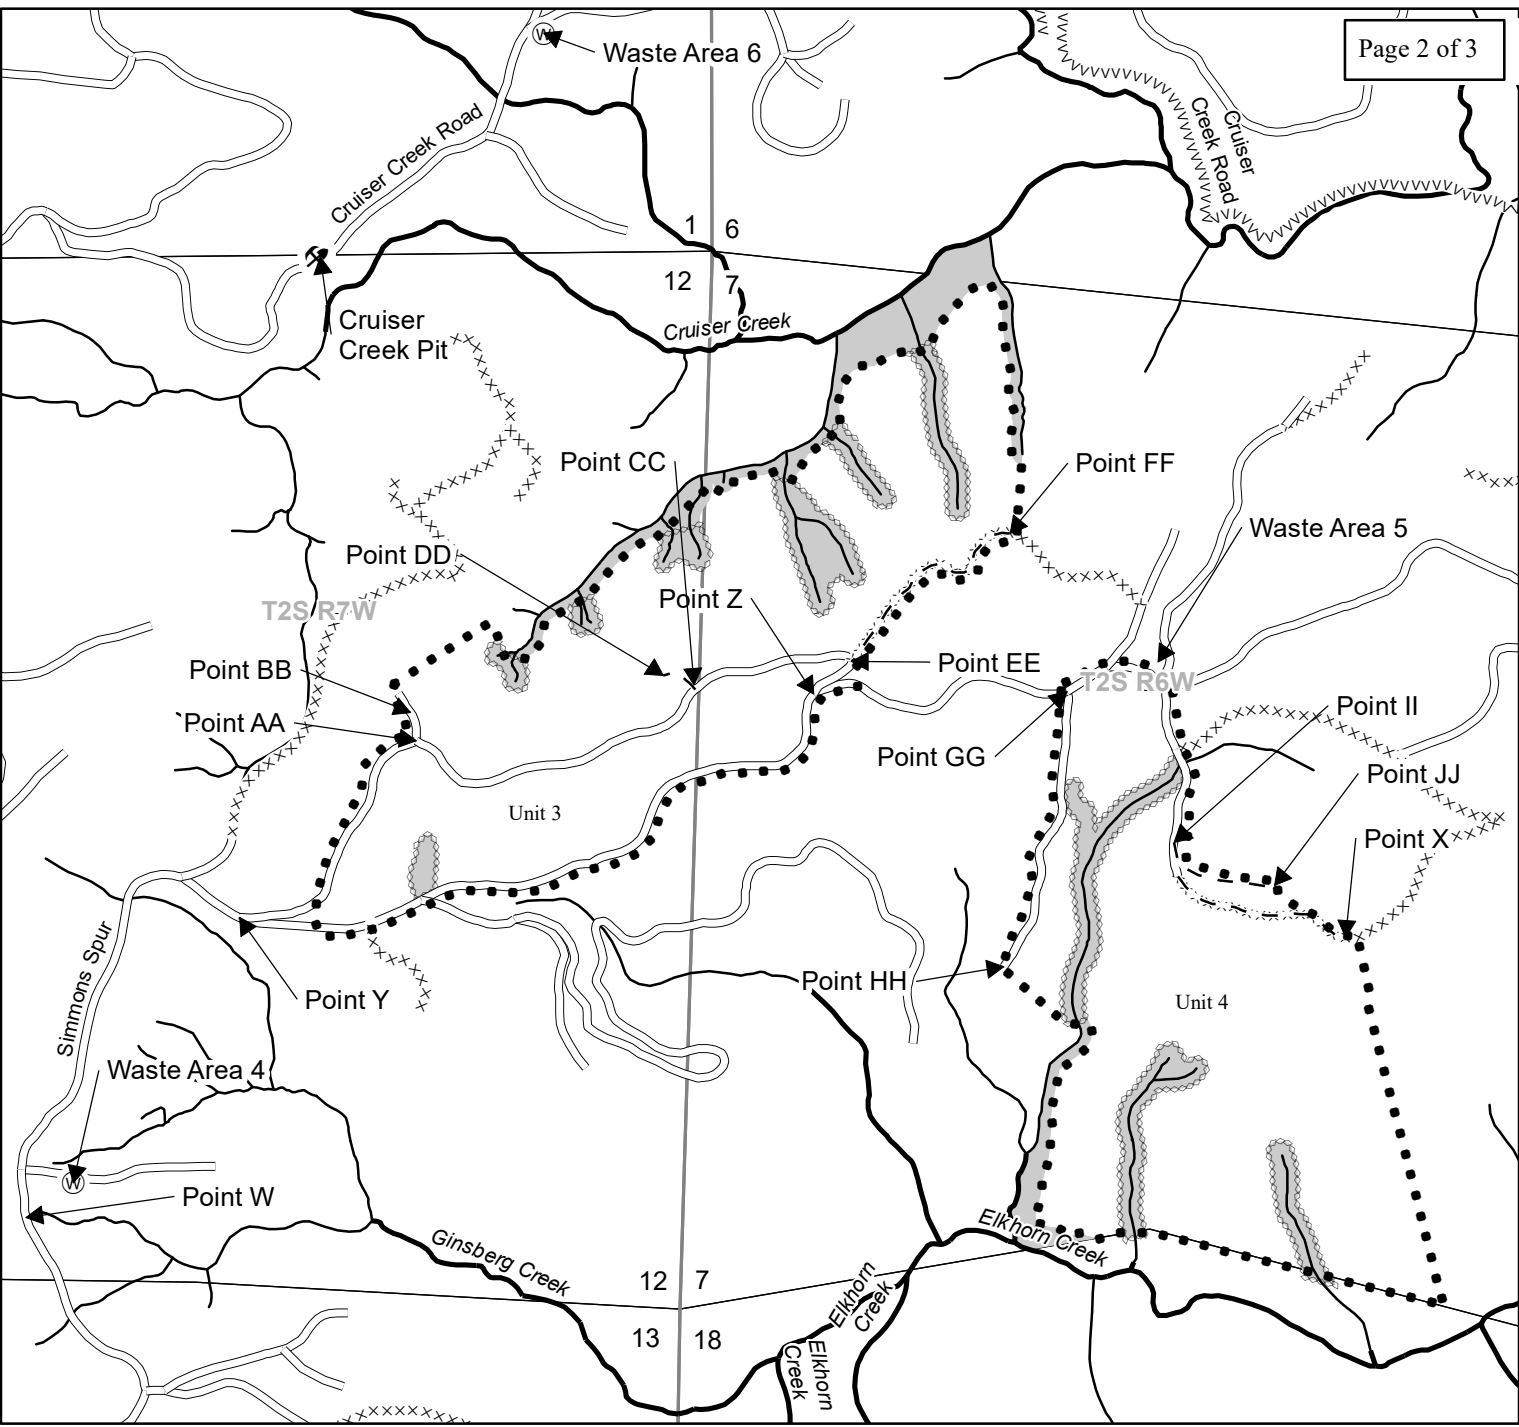 Page 2 of 3
Waste Area 6
W
Cruiser Creek Road
Cruiser
Creek Road
1
6
12
7
Cruiser Creek
Cruiser
Creek Pit
Point CC
Point FF
Waste Area 5
Point DD
T2S R7W
Point Z
Point BB
Point EE
T2S R6W
Point AA
Point II
Point GG
Point JJ
Unit 3
Point X
Simmons Spur
Point HH
Point Y
Unit 4
Waste Area 4
W
Point W
Elkhorn Creek
Ginsberg Creek
12
7
Elkhorn
Creek
13
18
Elkhorn
Creek